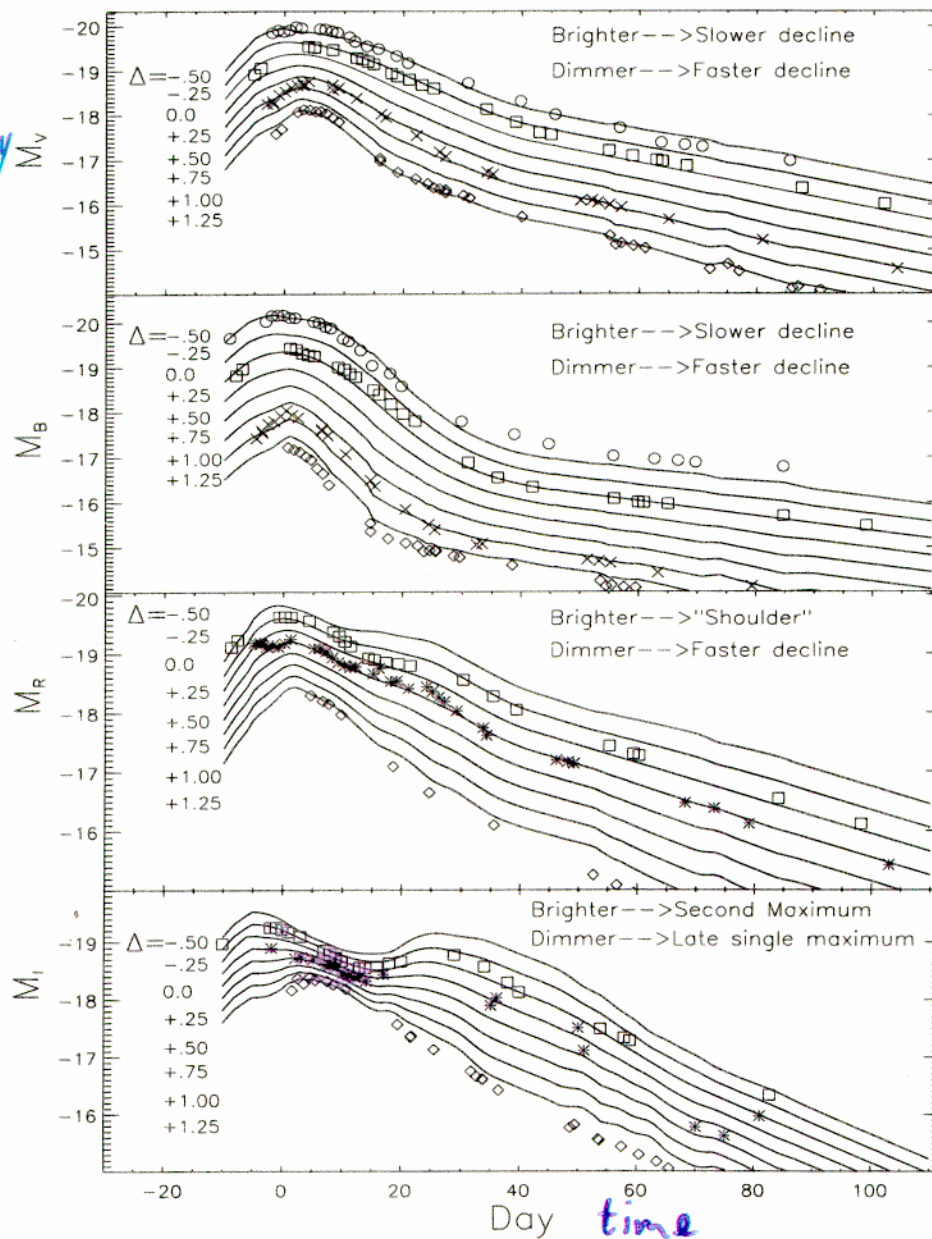 Brighter-->Slower decline
Dimmer-->Faster decline
Δ=-.50
-.25
0.0
+.25
+.50
+.75
+1.00
+1.25
-20
-19
-18
-17
-16
-15
M_V
y
Brighter-->Slower decline
Dimmer-->Faster decline
Δ=-.50
-.25
0.0
+.25
+.50
+.75
+1.00
+1.25
-20
-19
-18
-17
-16
-15
M_B
Brighter-->"Shoulder"
Dimmer-->Faster decline
Δ=-.50
-.25
0.0
+.25
+.50
+.75
+1.00
+1.25
-20
-19
-18
-17
-16
M_R
Brighter-->Second Maximum
Dimmer-->Late single maximum
Δ=-.50
-.25
0.0
+.25
+.50
+.75
+1.00
+1.25
-19
-18
-17
-16
M_I
-20 0 20 40 60 80 100
Day time